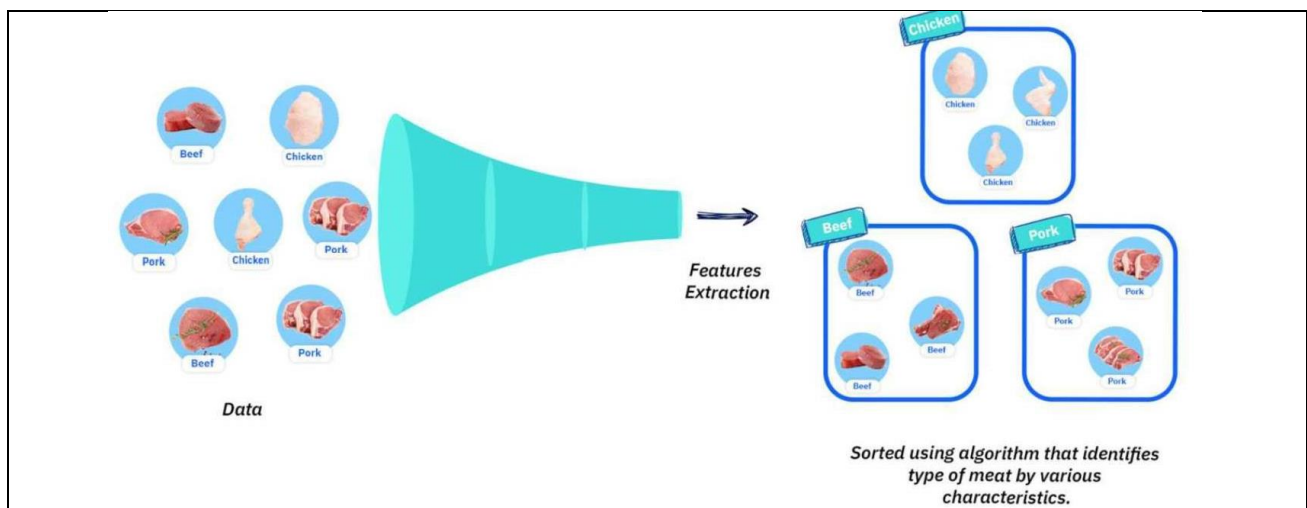 Beef
Chicken
Pork
Chicken
Pork
Beef
Pork
Data
Features
Extraction
Chicken
Chicken
Chicken
Chicken
Beef
Beef
Beef
Beef
Pork
Pork
Pork
Pork
Sorted using algorithm that identifies
type of meat by various
characteristics.